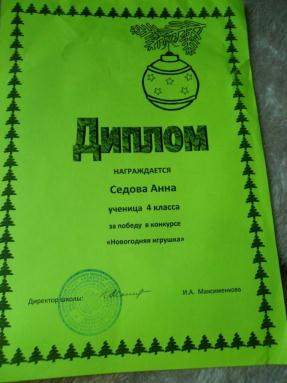 Диплом
НАГРАЖДАЕТСЯ
Седова Анна
ученица 4 класса
за победу в конкурсе
«Новогодняя игрушка»
Директор школы: И.А. Максименкова